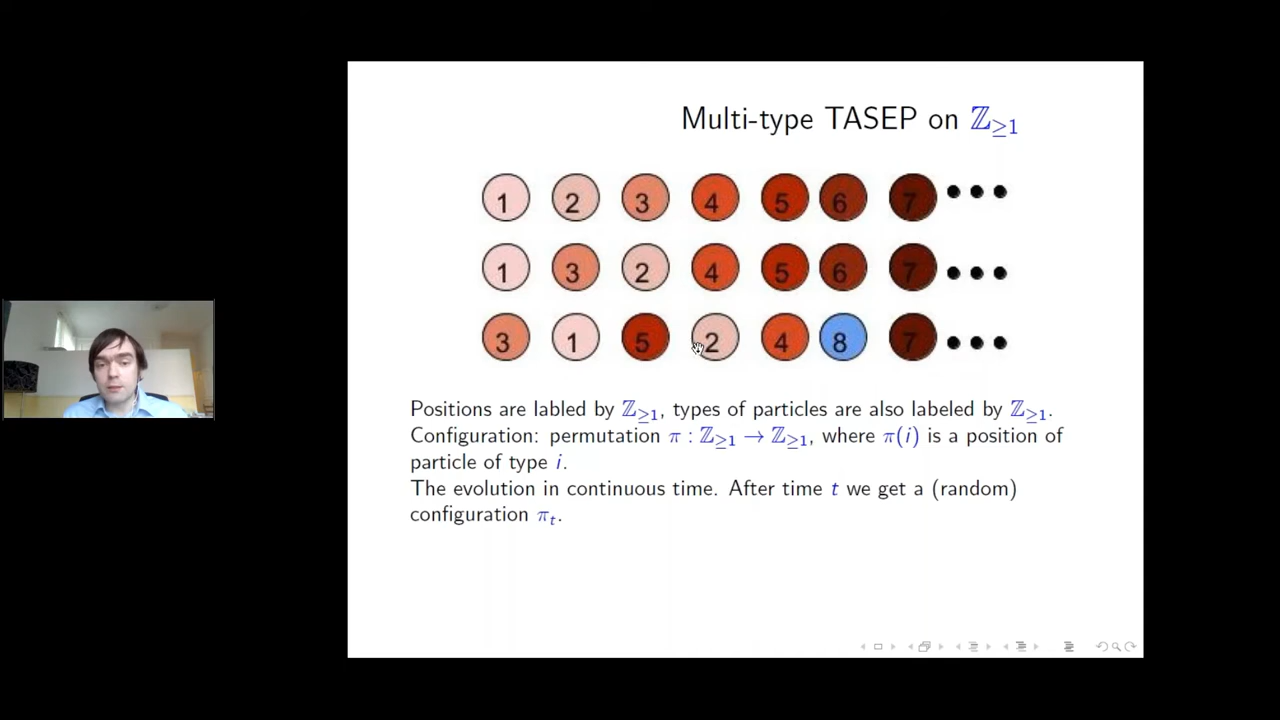 Multi-type TASEP on ℤ≥1
1 2 3 4 5 6 7 •••
1 3 2 4 5 6 7 •••
3 1 5 2 4 8 7 •••
Positions are labled by ℤ≥1, types of particles are also labeled by ℤ≥1.
Configuration: permutation π : ℤ≥1 → ℤ≥1, where π(i) is a position of
particle of type i.
The evolution in continuous time. After time t we get a (random)
configuration πt.